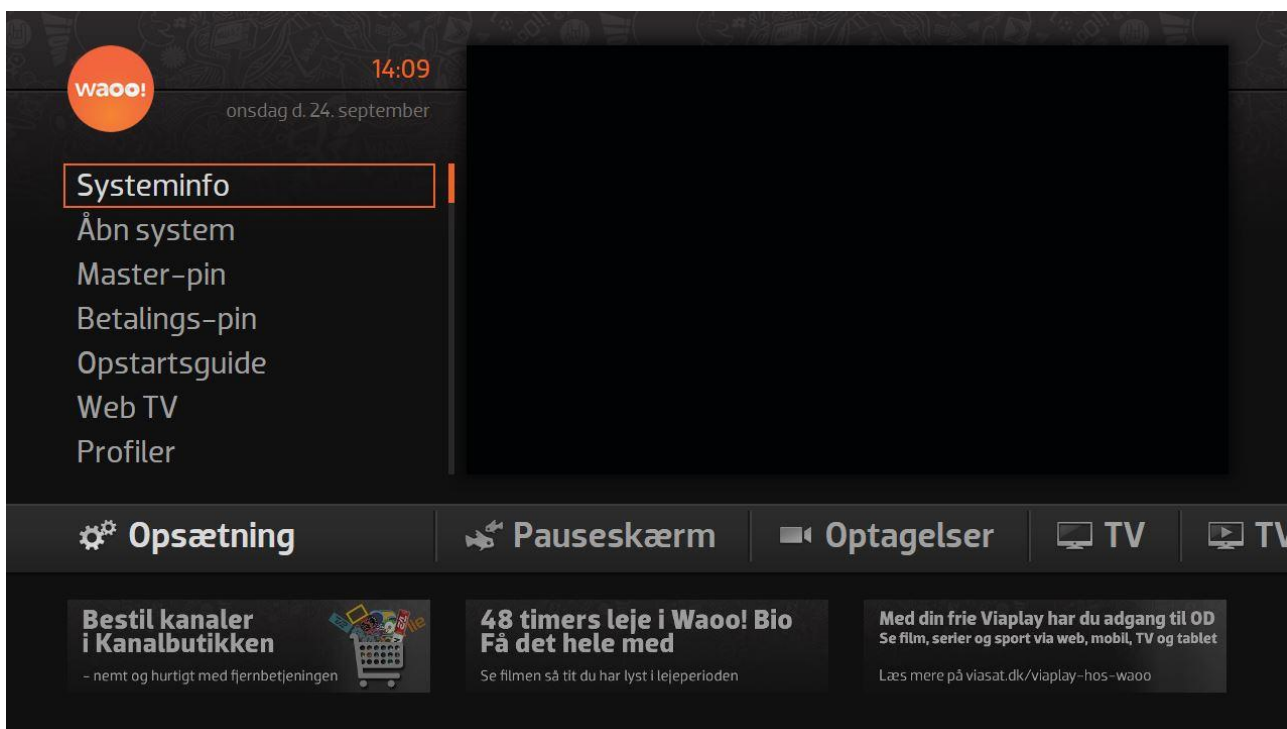 waoo!
14:09
onsdag d. 24. september
Systeminfo
Åbn system
Master-pin
Betalings-pin
Opstartsguide
Web TV
Profiler
Opsætning
Pauseskærm
Optagelser
TV
TV
Bestil kanaler
i Kanalbutikken
- nemt og hurtigt med fjernbetjeningen
48 timers leje i Waoo! Bio
Få det hele med
Se filmen så tit du har lyst i lejeperioden
Med din frie Viaplay har du adgang til OD
Se film, serier og sport via web, mobil, TV og tablet
Læs mere på viasat.dk/viaplay-hos-waoo